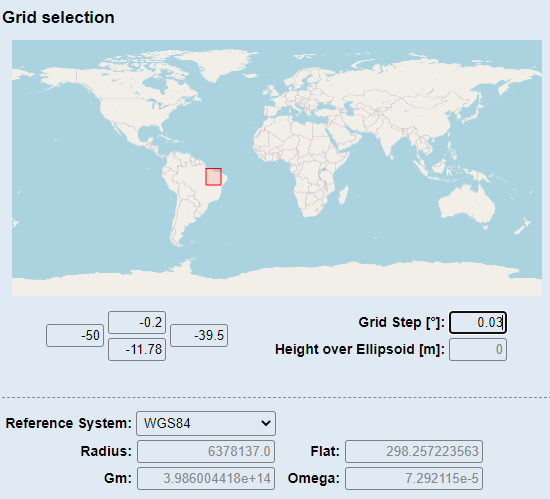 Grid selection
-0.2
-50
-39.5
-11.78
Grid Step [°]: 0.03
Height over Ellipsoid [m]: 0
Reference System: WGS84
Radius: 6378137.0 Flat: 298.257223563
Gm: 3.986004418e+14 Omega: 7.292115e-5